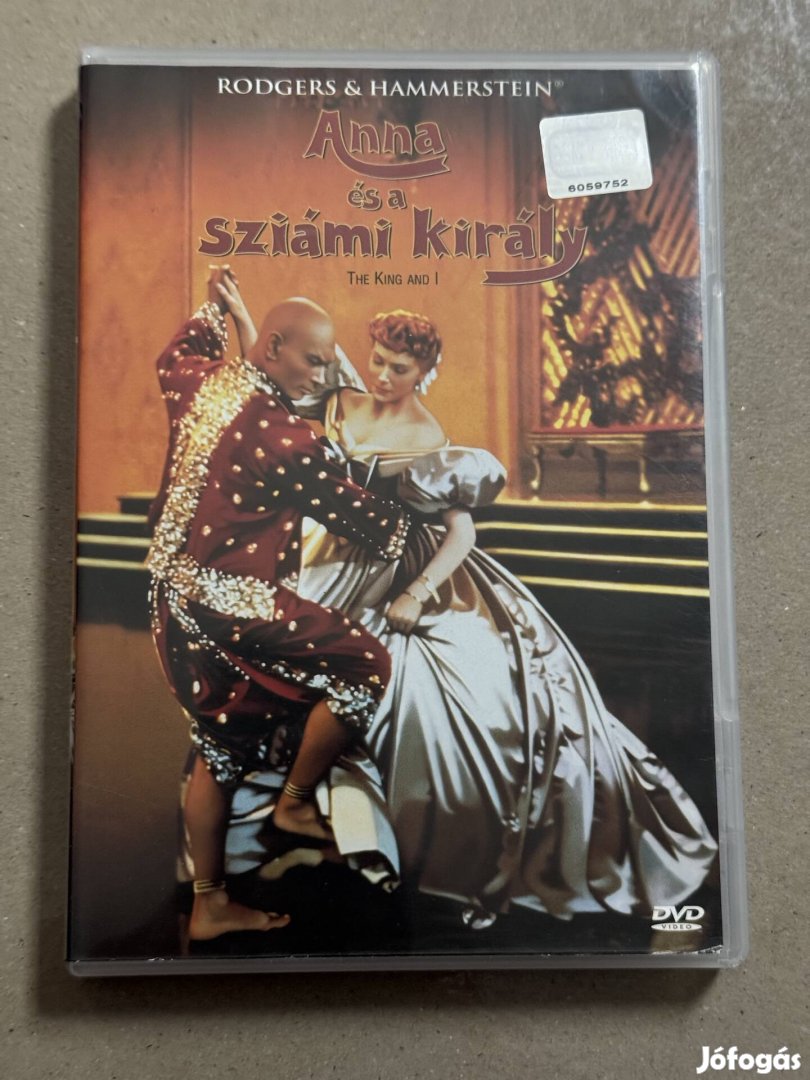 RODGERS & HAMMERSTEIN®
Anna
és a
sziámi király
THE KING AND I
6059752
DVD
VIDEO
Jófogás